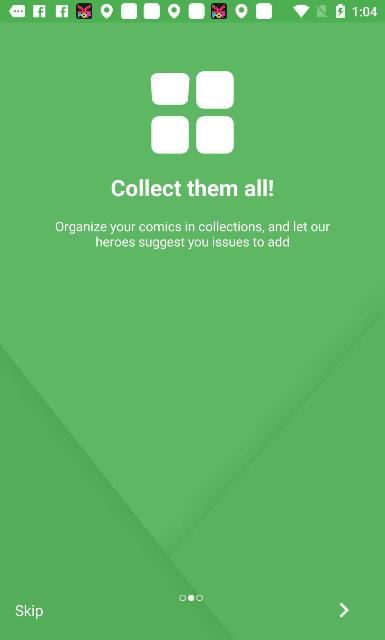 1:04
Collect them all!
Organize your comics in collections, and let our
heroes suggest you issues to add
Skip